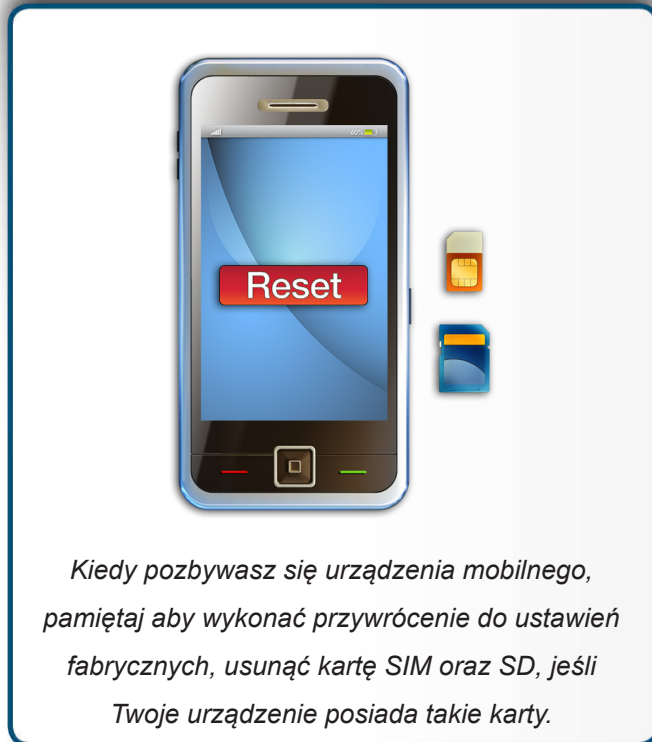 60%
Reset
Kiedy pozbywasz się urządzenia mobilnego,
pamiętaj aby wykonać przywrócenie do ustawień
fabrycznych, usunąć kartę SIM oraz SD, jeśli
Twoje urządzenie posiada takie karty.